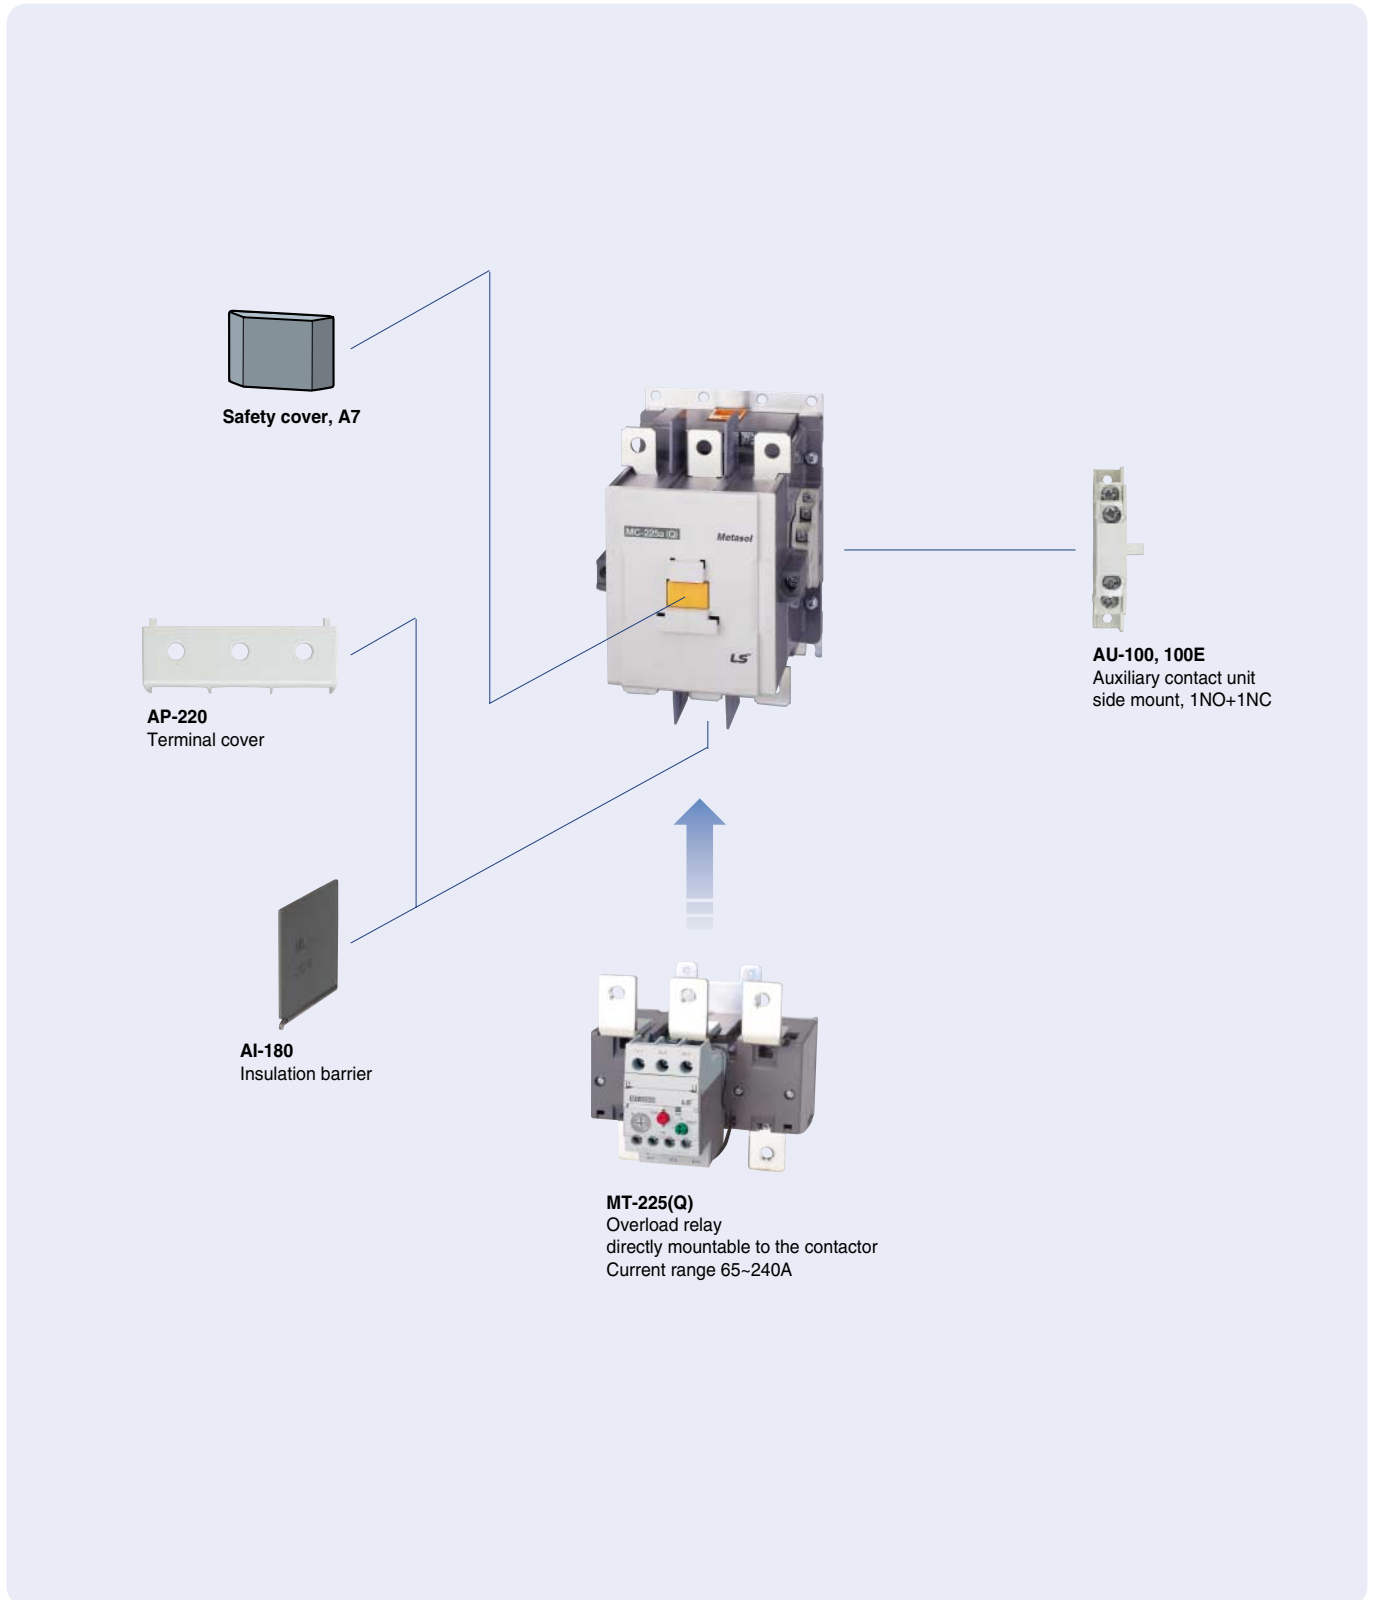 Safety cover, A7
MC-225a (Q)
Metasol
LS
AU-100, 100E
Auxiliary contact unit
side mount, 1NO+1NC
AP-220
Terminal cover
AI-180
Insulation barrier
LS
MT-225(Q)
Overload relay
directly mountable to the contactor
Current range 65~240A